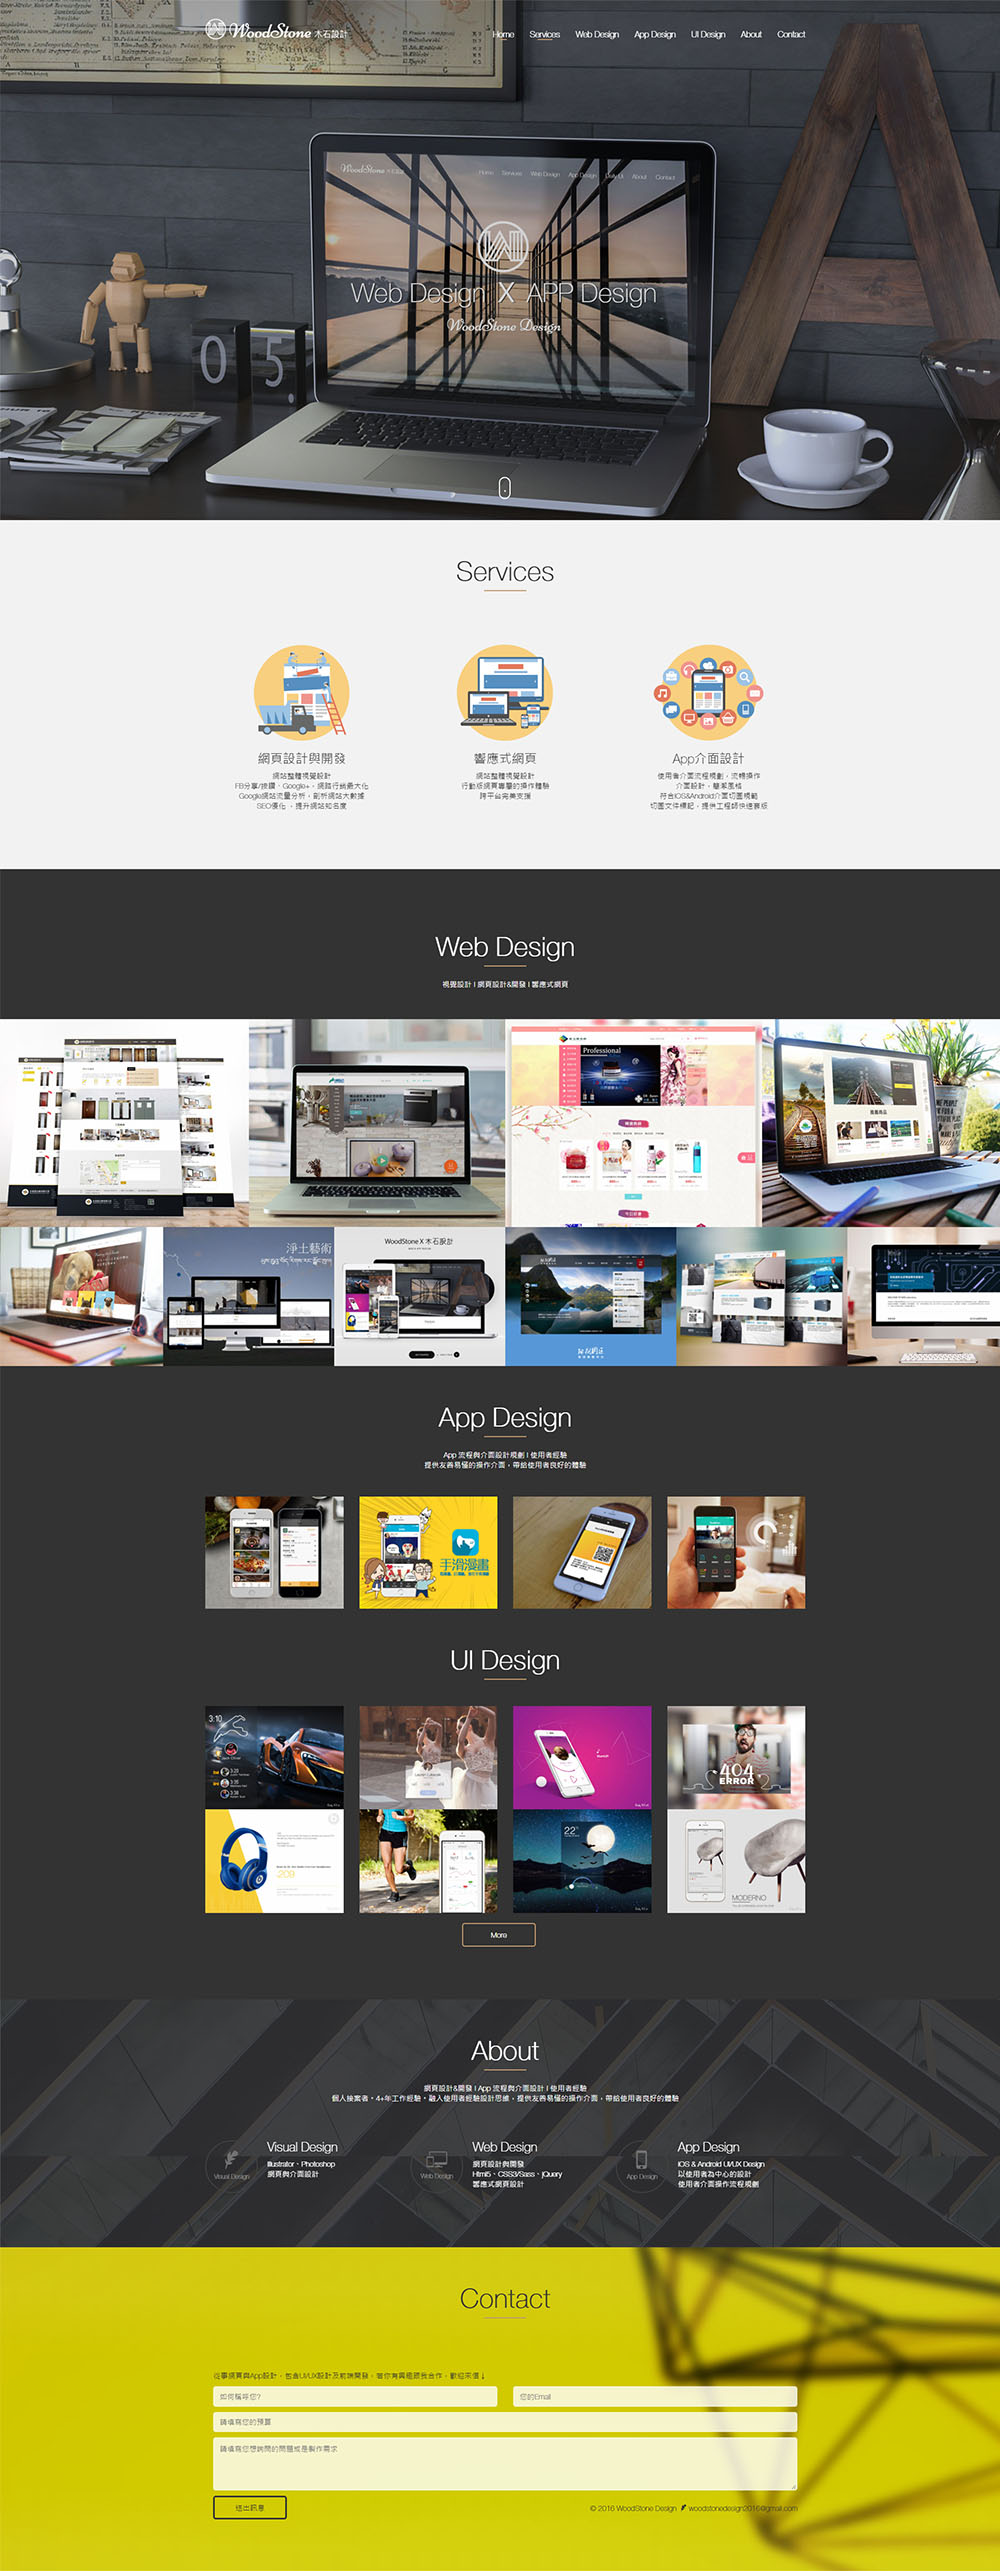 WoodStone 木石設計
Home Services Web Design App Design UI Design About Contact
WoodStone 木石設計
Home Services Web Design App Design Daily UI About Contact
Web Design X APP Design
WoodStone Design
05
Services
網頁設計與開發
網站整體視覺設計
FB分享/按讚、Google+，網路行銷最大化
Google網站流量分析，剖析網站大數據
SEO優化，提升網站知名度
響應式網頁
網站整體視覺設計
行動版網頁專屬的操作體驗
跨平台完美支援
App介面設計
使用者介面流程規劃，流暢操作
介面設計，簡潔風格
符合iOS&Android介面切圖規範
切圖文件標記，提供工程師快速套版
Web Design
視覺設計 I 網頁設計&開發 I 響應式網頁
Professional
淨土藝術
WoodStone X 木石設計
App Design
App 流程與介面設計規劃 I 使用者經驗
提供友善易懂的操作介面，帶給使用者良好的體驗
手滑漫畫
UI Design
3:10
404
ERROR
22°
MODERNO
More
About
網頁設計&開發 I App 流程與介面設計 I 使用者經驗
個人接案者，4+年工作經驗，融入使用者經驗設計思維，提供友善易懂的操作介面，帶給使用者良好的體驗
Visual Design
Visual Design
Illustrator、Photoshop
網頁與介面設計
Web Design
Web Design
網頁設計與開發
Html5、CSS3/Sass、jQuery
響應式網頁設計
App Design
App Design
iOS & Android UI/UX Design
以使用者為中心的設計
使用者介面操作流程規劃
Contact
從事網頁與App設計，包含UI/UX設計及前端開發，若你有興趣跟我合作，歡迎來信↓
如何稱呼您?
您的Email
請填寫您的預算
請填寫您想詢問的問題或是製作需求
送出訊息
© 2016 WoodStone Design woodstonedesign2016@gmail.com